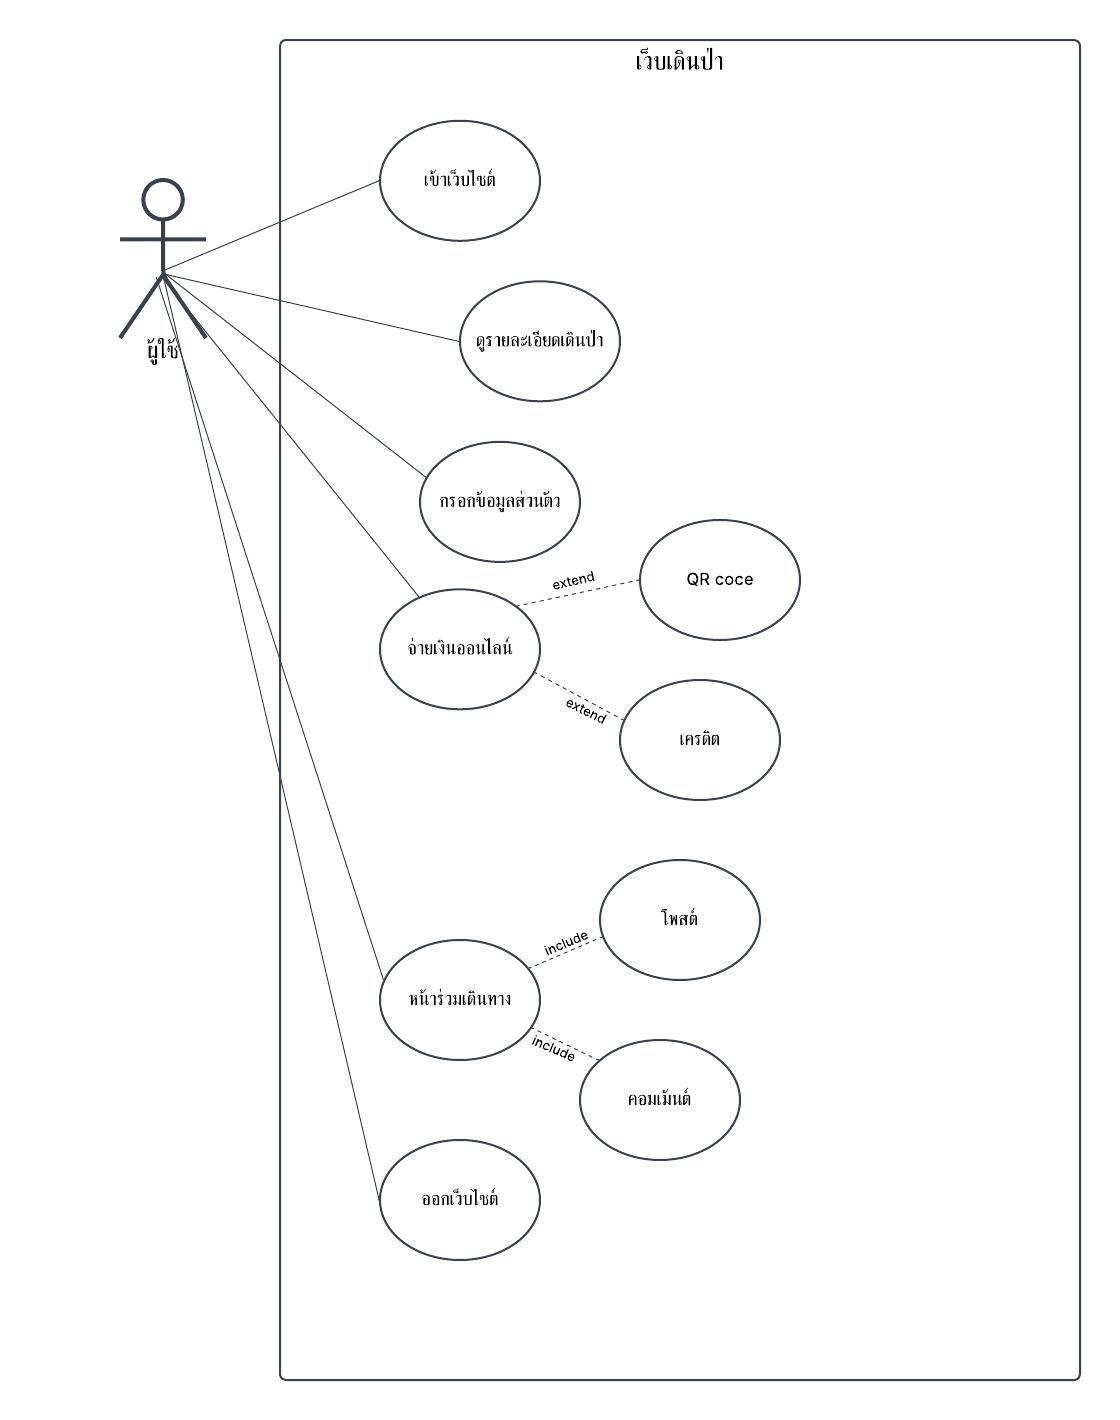 เว็บเดินป่า
เข้าเว็บไซต์
ผู้ใช้
ดูรายละเอียดเดินป่า
กรอกข้อมูลส่วนตัว
extend
QR coce
จ่ายเงินออนไลน์
extend
เครดิต
โพสต์
include
หน้าร่วมเดินทาง
include
คอมเม้นต์
ออกเว็บไซต์